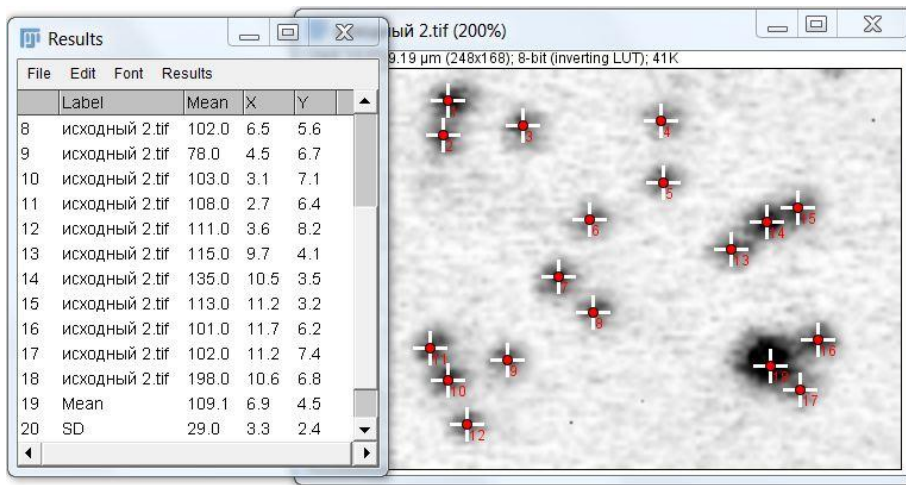 Results
File Edit Font Results
Label Mean X Y
8 исходный 2.tif 102.0 6.5 5.6
9 исходный 2.tif 78.0 4.5 6.7
10 исходный 2.tif 103.0 3.1 7.1
11 исходный 2.tif 108.0 2.7 6.4
12 исходный 2.tif 111.0 3.6 8.2
13 исходный 2.tif 115.0 9.7 4.1
14 исходный 2.tif 135.0 10.5 3.5
15 исходный 2.tif 113.0 11.2 3.2
16 исходный 2.tif 101.0 11.7 6.2
17 исходный 2.tif 102.0 11.2 7.4
18 исходный 2.tif 198.0 10.6 6.8
19 Mean 109.1 6.9 4.5
20 SD 29.0 3.3 2.4
ный 2.tif (200%)
9.19 µm (248x168); 8-bit (inverting LUT); 41K
2
3
4
5
6
7
8
9
10
11
12
13
14
15
16
17
18